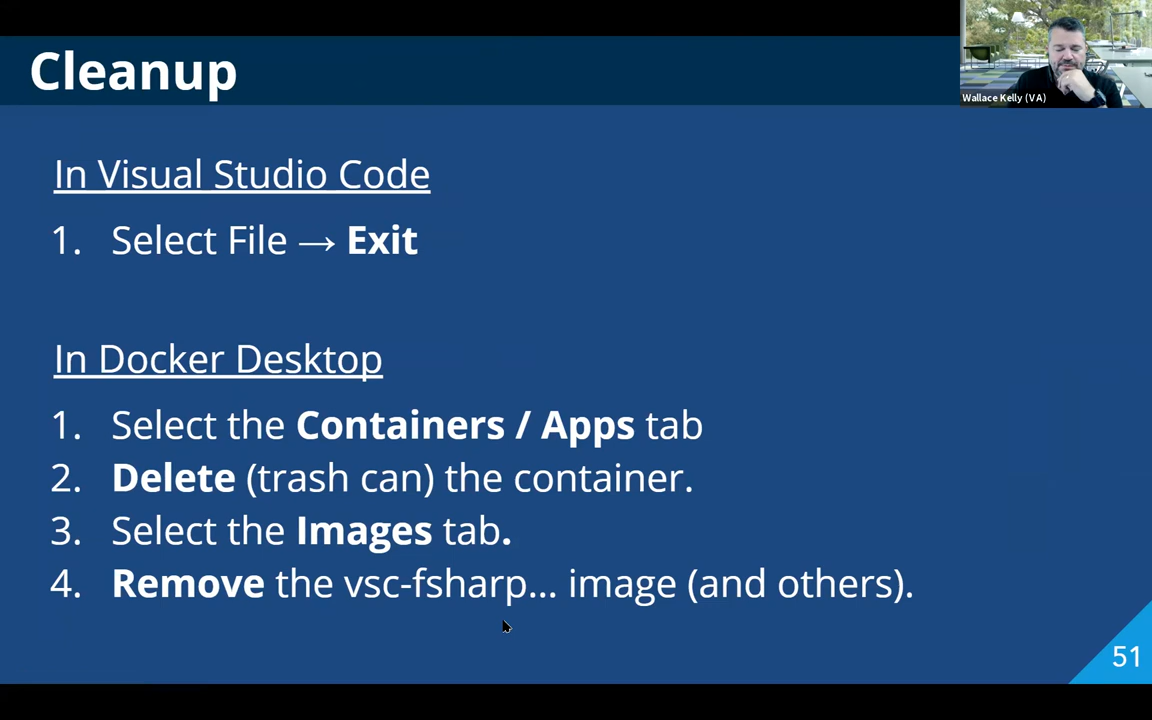 Cleanup
Wallace Kelly (VA)
In Visual Studio Code
1. Select File → Exit
In Docker Desktop
1. Select the Containers / Apps tab
2. Delete (trash can) the container.
3. Select the Images tab.
4. Remove the vsc-fsharp... image (and others).
51